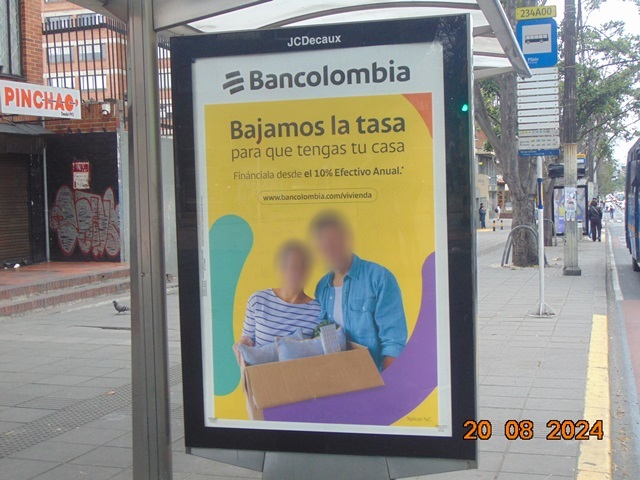 JCDecaux
Bancolombia
Bajamos la tasa
para que tengas tu casa
Fináncíala desde el 10% Efectivo Anual.*
www.bancolombia.com/vivienda
PINCHAO
234A00
20 08 2024